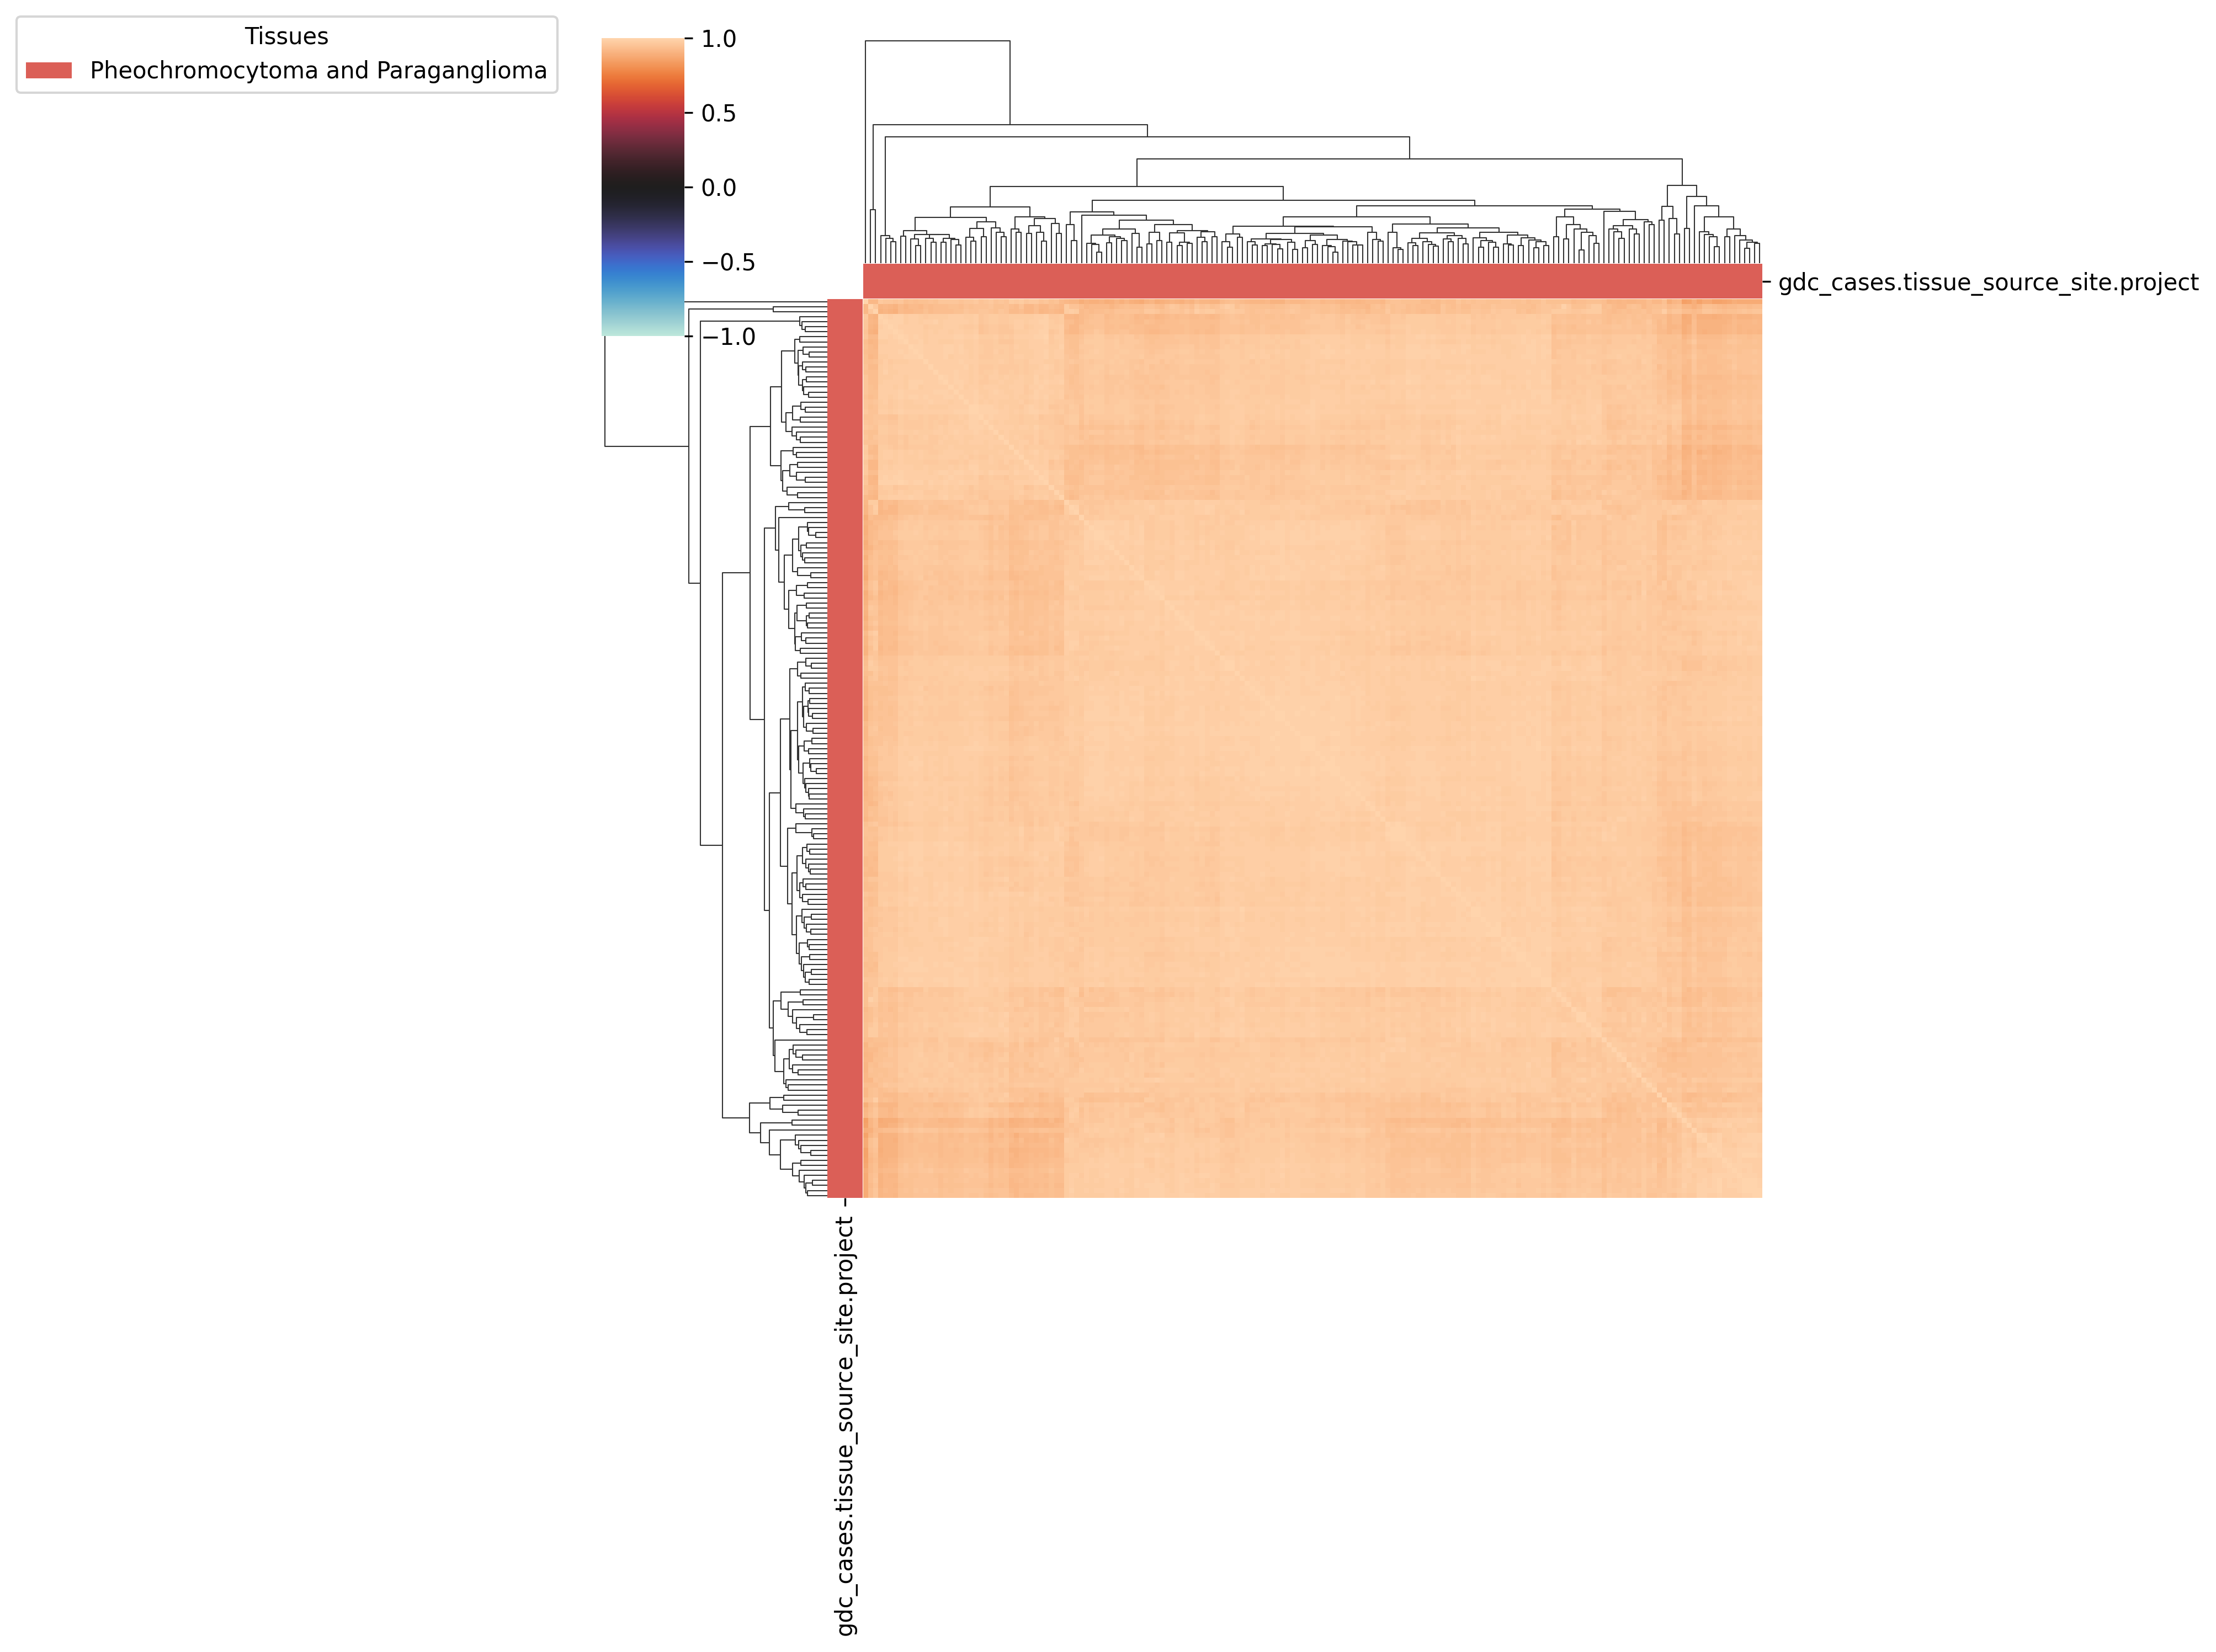 Tissues
Pheochromocytoma and Paraganglioma
1.0
0.5
0.0
−0.5
−1.0
gdc_cases.tissue_source_site.project
gdc_cases.tissue_source_site.project